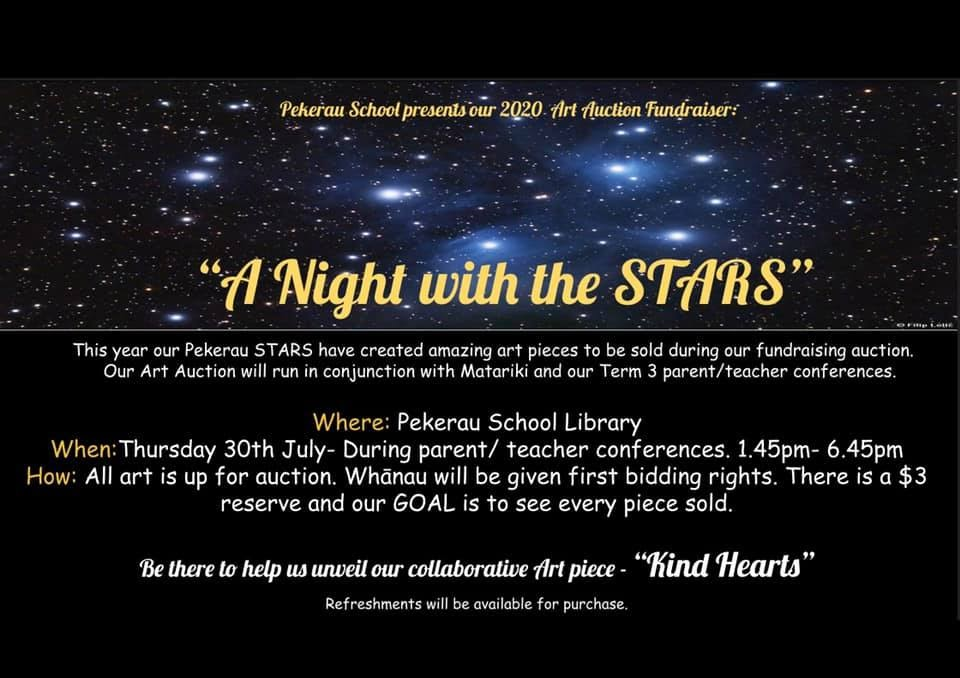 Pekerau School presents our 2020 Art Auction Fundraiser:
“A Night with the STARS”
© Filip Lolić
This year our Pekerau STARS have created amazing art pieces to be sold during our fundraising auction.
Our Art Auction will run in conjunction with Matariki and our Term 3 parent/teacher conferences.
Where: Pekerau School Library
When:Thursday 30th July- During parent/ teacher conferences. 1.45pm- 6.45pm
How: All art is up for auction. Whānau will be given first bidding rights. There is a $3
reserve and our GOAL is to see every piece sold.
Be there to help us unveil our collaborative Art piece - “Kind Hearts”
Refreshments will be available for purchase.